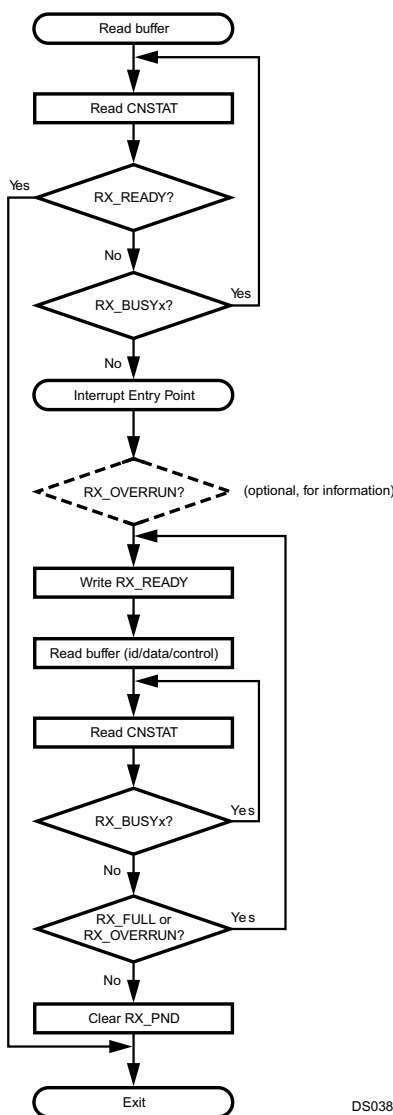 Read buffer
Read CNSTAT
Yes
RX_READY?
No
RX_BUSYx?
Yes
No
Interrupt Entry Point
RX_OVERRUN?
(optional, for information)
Write RX_READY
Read buffer (id/data/control)
Read CNSTAT
RX_BUSYx?
Yes
No
RX_FULL or
RX_OVERRUN?
Yes
No
Clear RX_PND
Exit
DS038